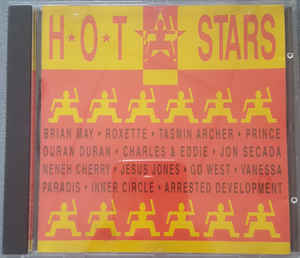 H★O★T★STARS
BRIAN MAY • ROXETTE • TASMIN ARCHER • PRINCE
DURAN DURAN • CHARLES & EDDIE • JON SECADA
NENEH CHERRY • JESUS JONES • GO WEST • VANESSA
PARADIS • INNER CIRCLE • ARRESTED DEVELOPMENT